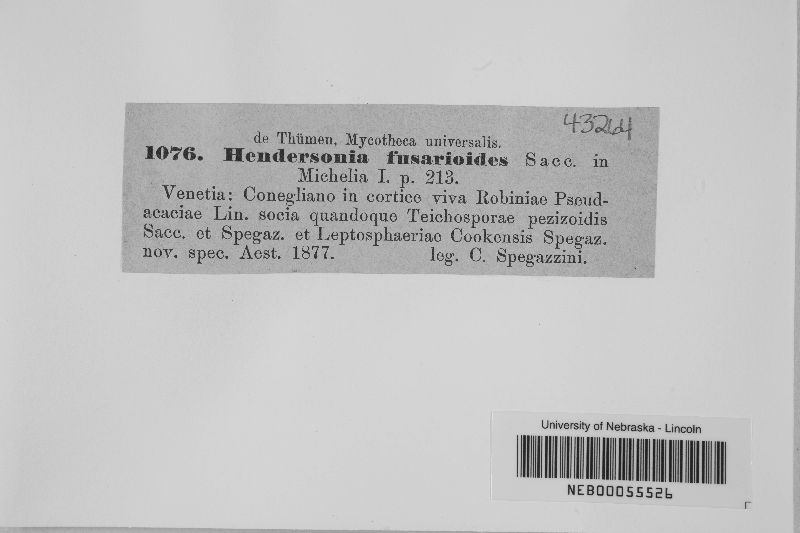 43264
de Thümen, Mycotheca universalis.
1076. Hendersonia fusarioides Sacc. in
Michelia I. p. 213.
Venetia: Conegliano in cortice viva Robiniae Pseud-
acaciae Lin. socia quandoque Teichosporae pezizoidis
Sacc. et Spegaz. et Leptosphaeriae Cookensis Spegaz.
nov. spec. Aest. 1877. leg. C. Spegazzini.
University of Nebraska - Lincoln
NEB00055526